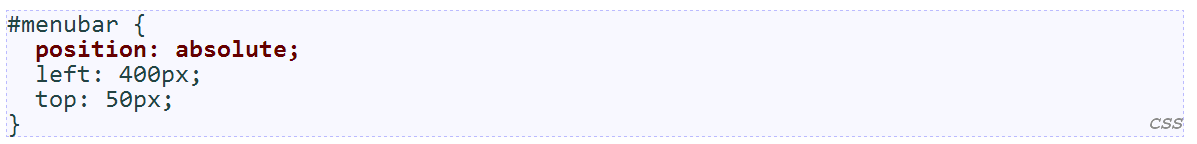 #menubar {
  position: absolute;
  left: 400px;
  top: 50px;
}
CSS